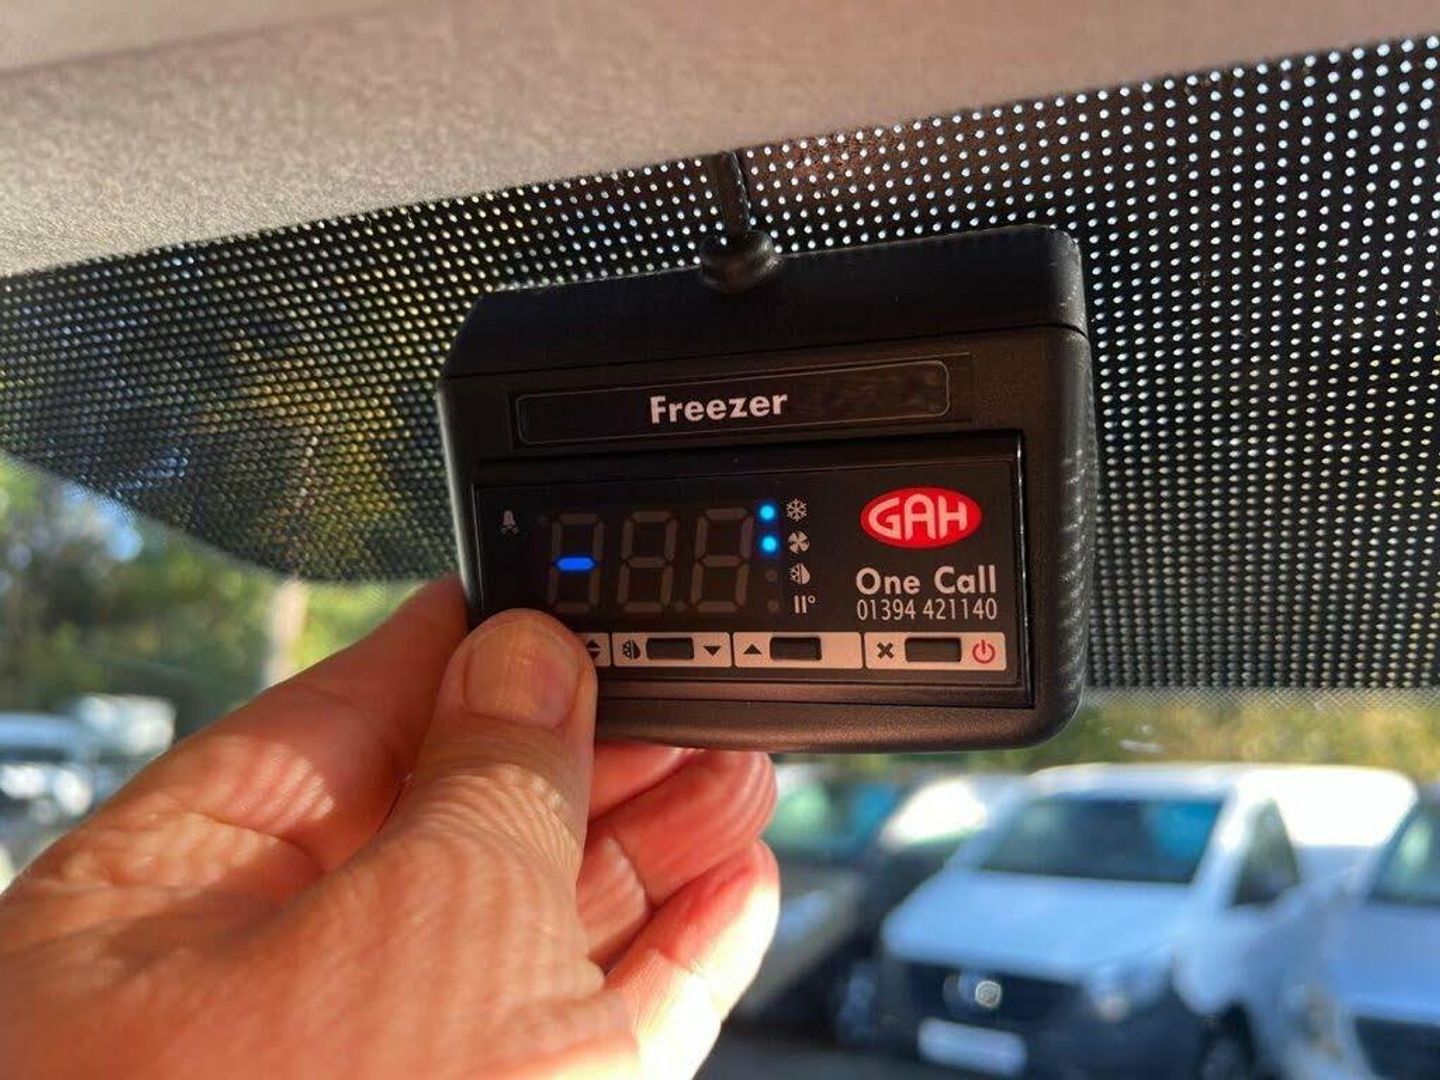 Freezer
-
GAH
One Call
01394 421140